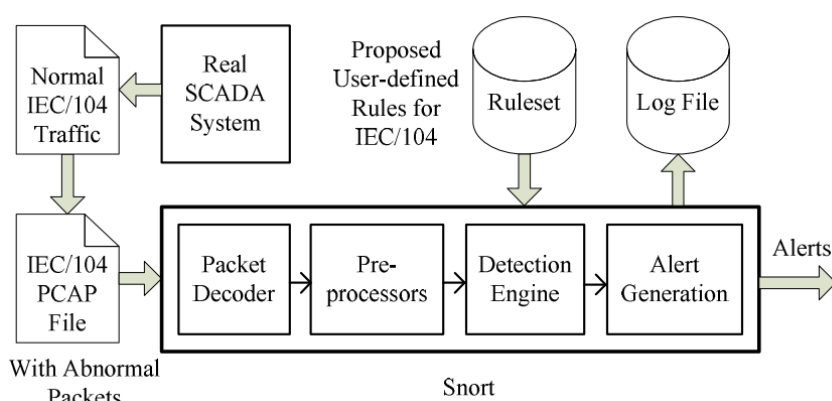 Normal
IEC/104
Traffic
Real
SCADA
System
Proposed
User-defined
Rules for
IEC/104
Ruleset
Log File
IEC/104
PCAP
File
With Abnormal
Packets
Packet
Decoder
Pre-
processors
Detection
Engine
Alert
Generation
Alerts
Snort